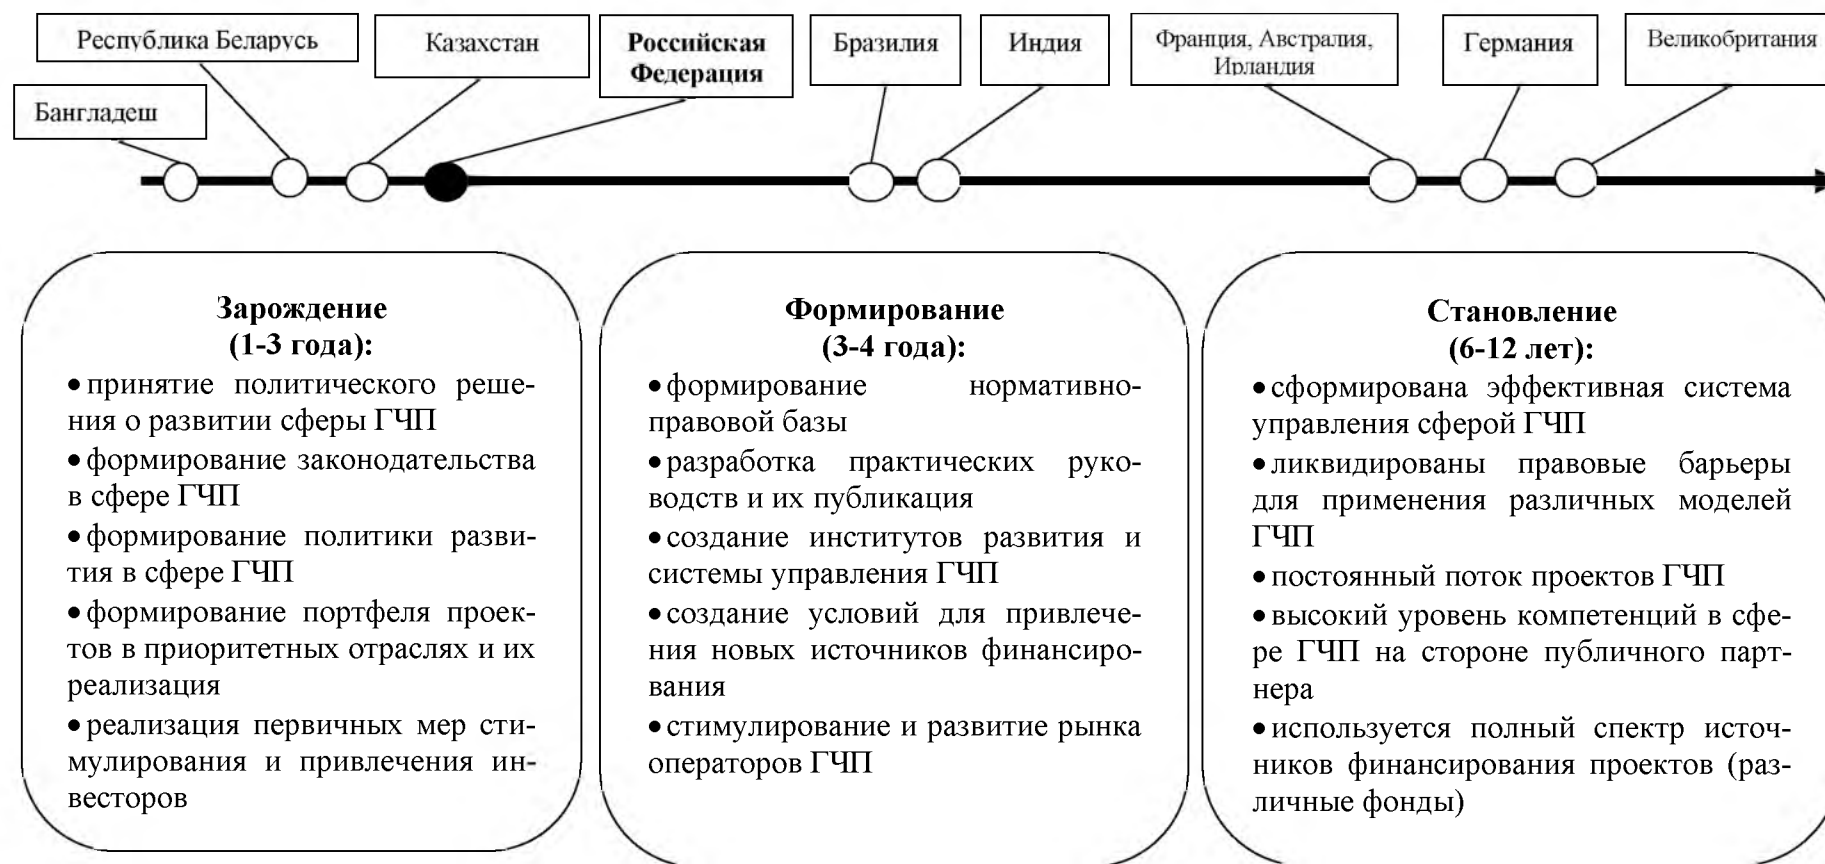 Республика Беларусь
Казахстан
Российская
Федерация
Бразилия
Индия
Франция, Австралия,
Ирландия
Германия
Великобритания
Бангладеш
Зарождение
(1-3 года):
• принятие политического реше-
ния о развитии сферы ГЧП
• формирование законодательства
в сфере ГЧП
• формирование политики разви-
тия в сфере ГЧП
• формирование портфеля проек-
тов в приоритетных отраслях и их
реализация
• реализация первичных мер сти-
мулирования и привлечения ин-
весторов
Формирование
(3-4 года):
• формирование нормативно-
правовой базы
• разработка практических руко-
водств и их публикация
• создание институтов развития и
системы управления ГЧП
• создание условий для привлече-
ния новых источников финансиро-
вания
• стимулирование и развитие рынка
операторов ГЧП
Становление
(6-12 лет):
• сформирована эффективная система
управления сферой ГЧП
• ликвидированы правовые барьеры
для применения различных моделей
ГЧП
• постоянный поток проектов ГЧП
• высокий уровень компетенций в сфе-
ре ГЧП на стороне публичного парт-
нера
• используется полный спектр источ-
ников финансирования проектов (раз-
личные фонды)